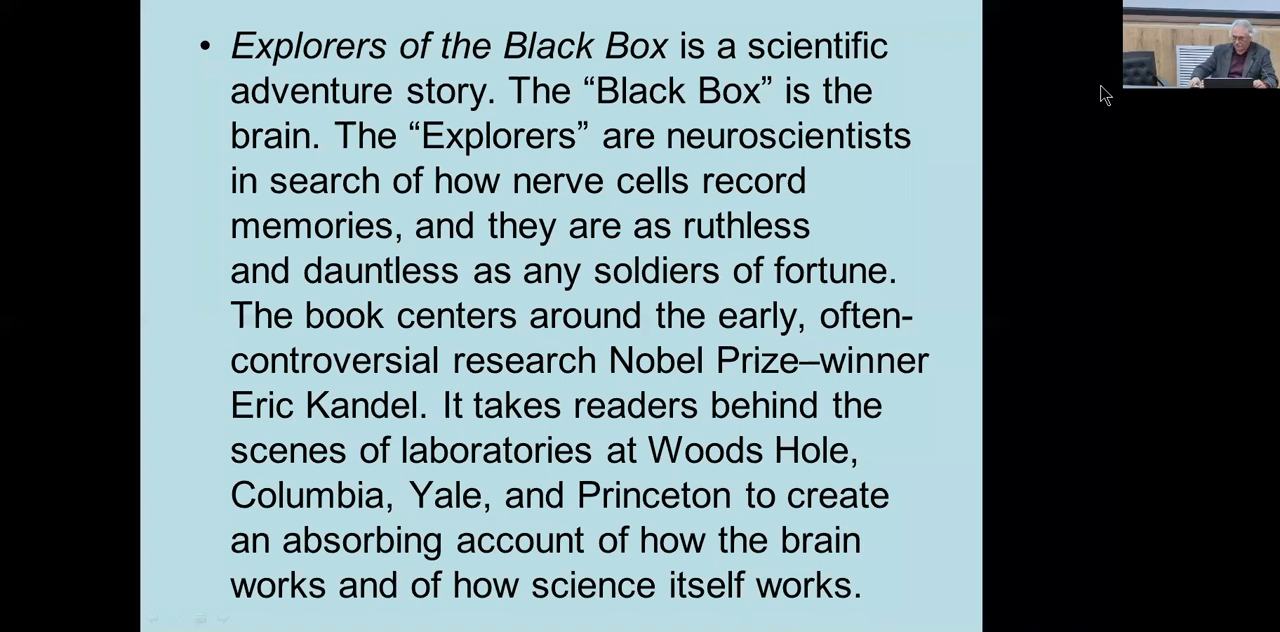 • Explorers of the Black Box is a scientific
adventure story. The “Black Box” is the
brain. The “Explorers” are neuroscientists
in search of how nerve cells record
memories, and they are as ruthless
and dauntless as any soldiers of fortune.
The book centers around the early, often-
controversial research Nobel Prize–winner
Eric Kandel. It takes readers behind the
scenes of laboratories at Woods Hole,
Columbia, Yale, and Princeton to create
an absorbing account of how the brain
works and of how science itself works.